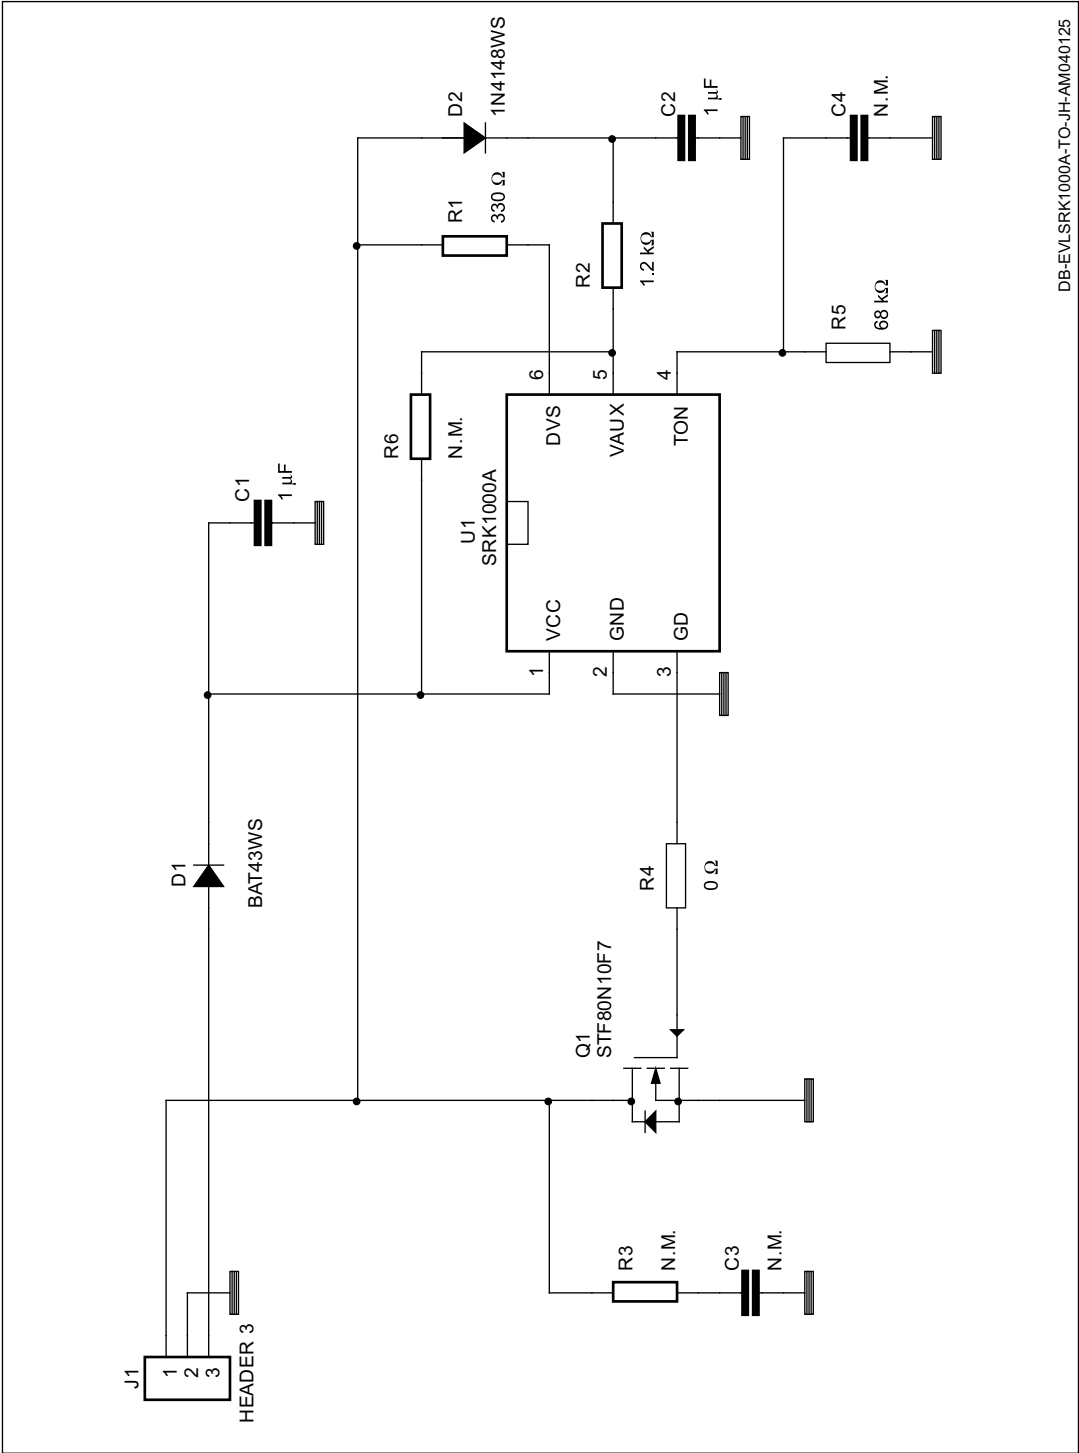 J1
1
2
3
HEADER 3
D1
BAT43WS
C1
1 μF
R3
N.M.
C3
N.M.
Q1
STF80N10F7
R4
0 Ω
R6
N.M.
U1
SRK1000A
1
VCC
2
GND
3
GD
6
DVS
5
VAUX
4
TON
R1
330 Ω
D2
1N4148WS
R2
1.2 kΩ
C2
1 μF
R5
68 kΩ
C4
N.M.
DB-EVLSRK1000A-TO-JH-AM040125